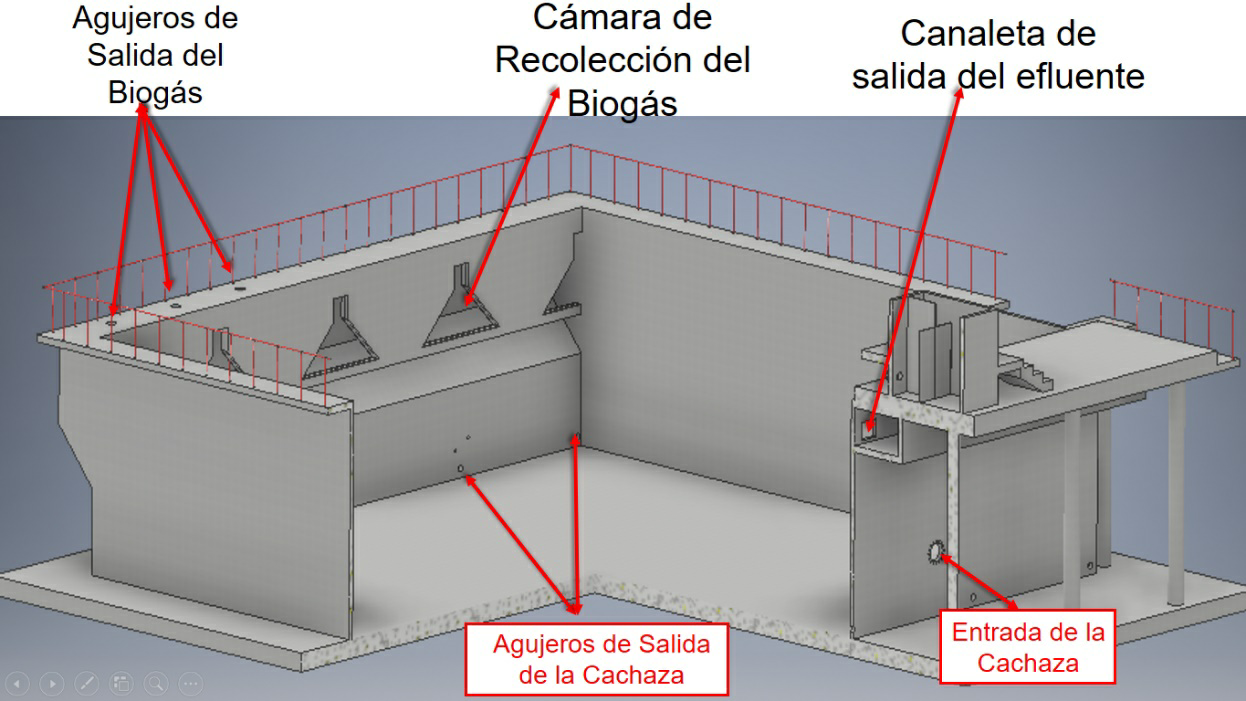 Agujeros de
Salida del
Biogás
Cámara de
Recolección del
Biogás
Canaleta de
salida del efluente
Agujeros de Salida
de la Cachaza
Entrada de la
Cachaza